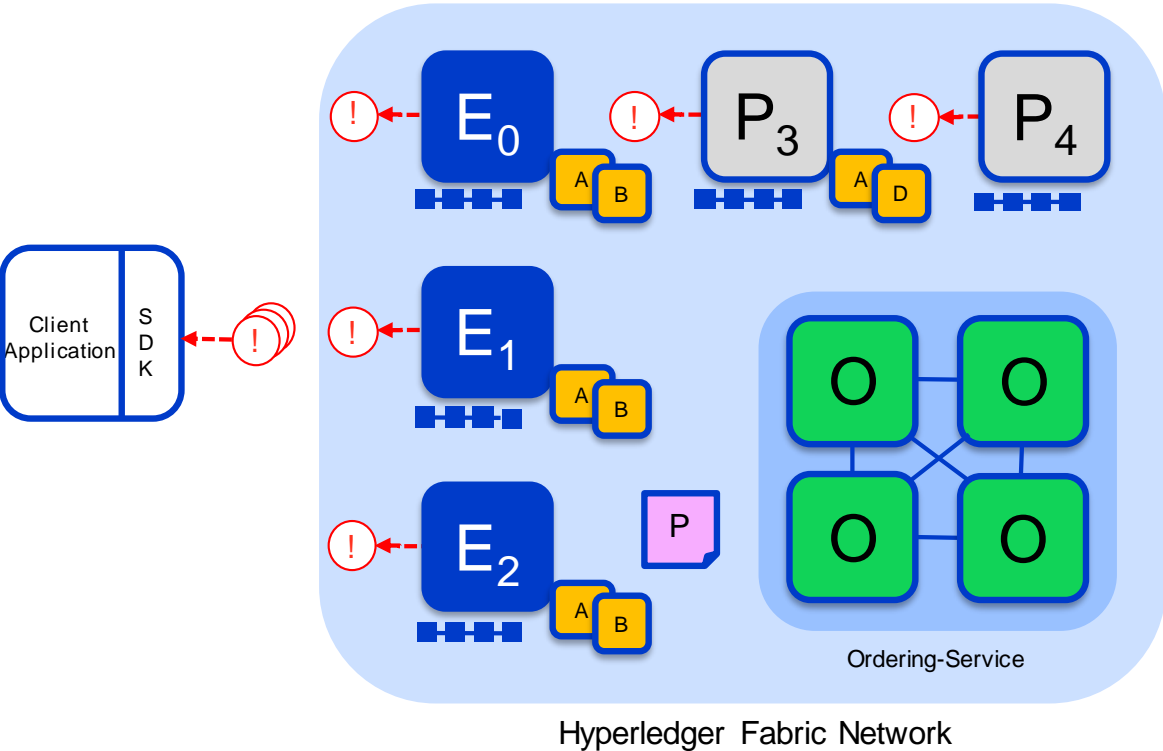 !
E0
A
B
!
P3
A
D
!
P4
Client
Application
S
D
K
!
!
E1
A
B
!
E2
A
B
P
O
O
O
O
Ordering-Service
Hyperledger Fabric Network